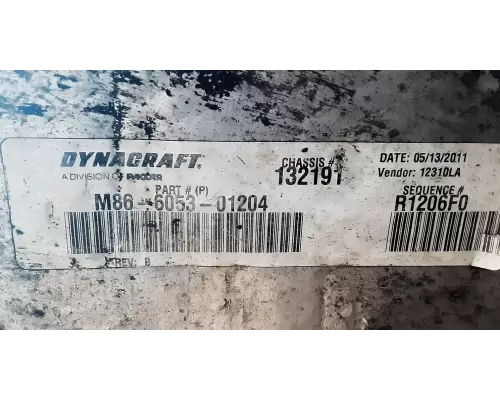 DYNACRAFT
A DIVISION OF PACCAR
CHASSIS #
132191
DATE: 05/13/2011
Vendor: 12310LA
PART # (P)
M86-6053-01204
SEQUENCE #
R1206F0
REV: B